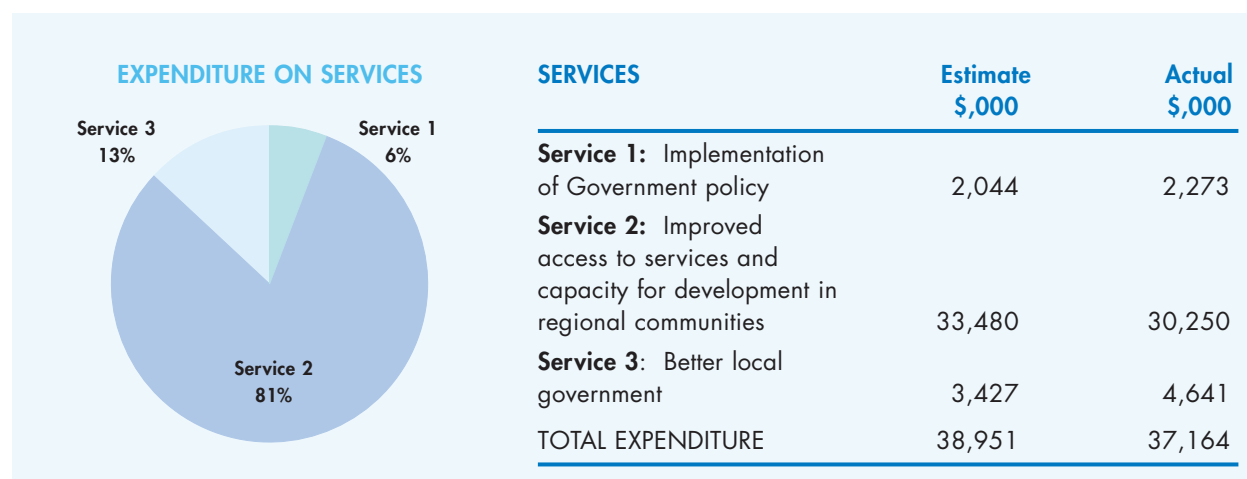 EXPENDITURE ON SERVICES
Service 3
13%
Service 1
6%
Service 2
81%
SERVICES Estimate Actual
$,000 $,000
Service 1: Implementation
of Government policy 2,044 2,273
Service 2: Improved
access to services and
capacity for development in
regional communities 33,480 30,250
Service 3: Better local
government 3,427 4,641
TOTAL EXPENDITURE 38,951 37,164